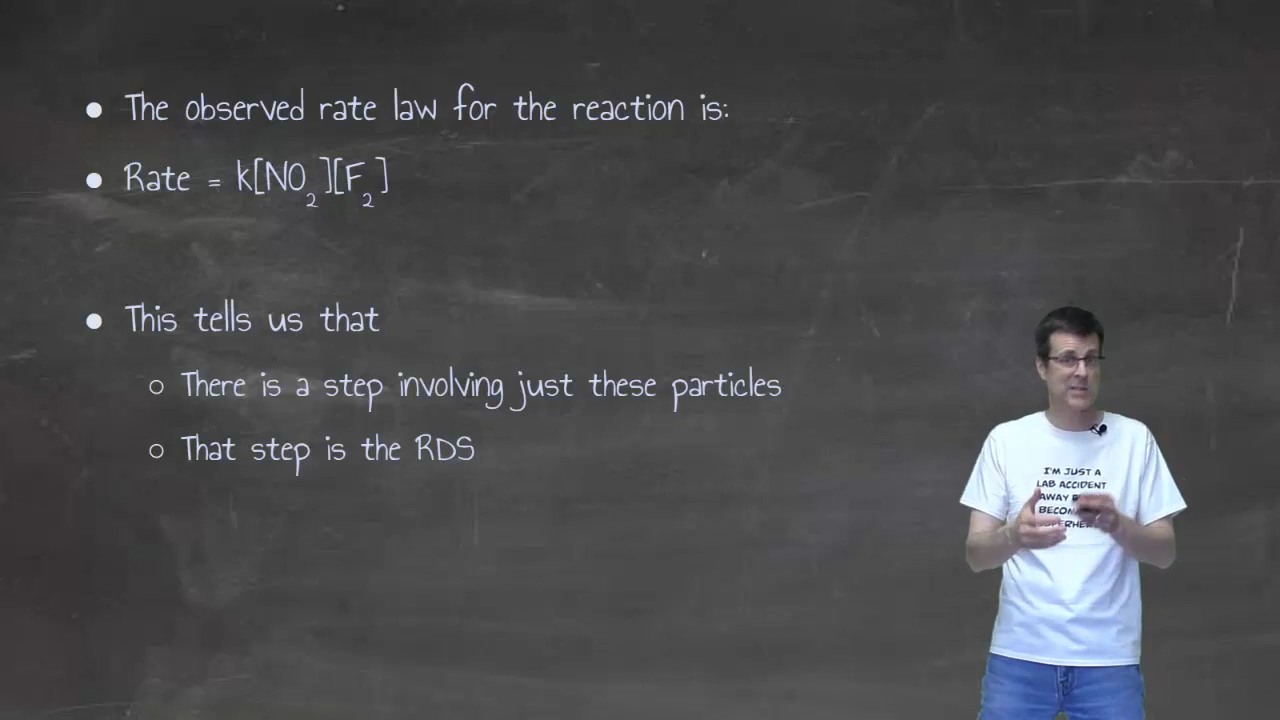 ● The observed rate law for the reaction is:
● Rate = k[NO₂][F₂]
● This tells us that
○ There is a step involving just these particles
○ That step is the RDS
I'M JUST A
LAB ACCIDENT
AWAY